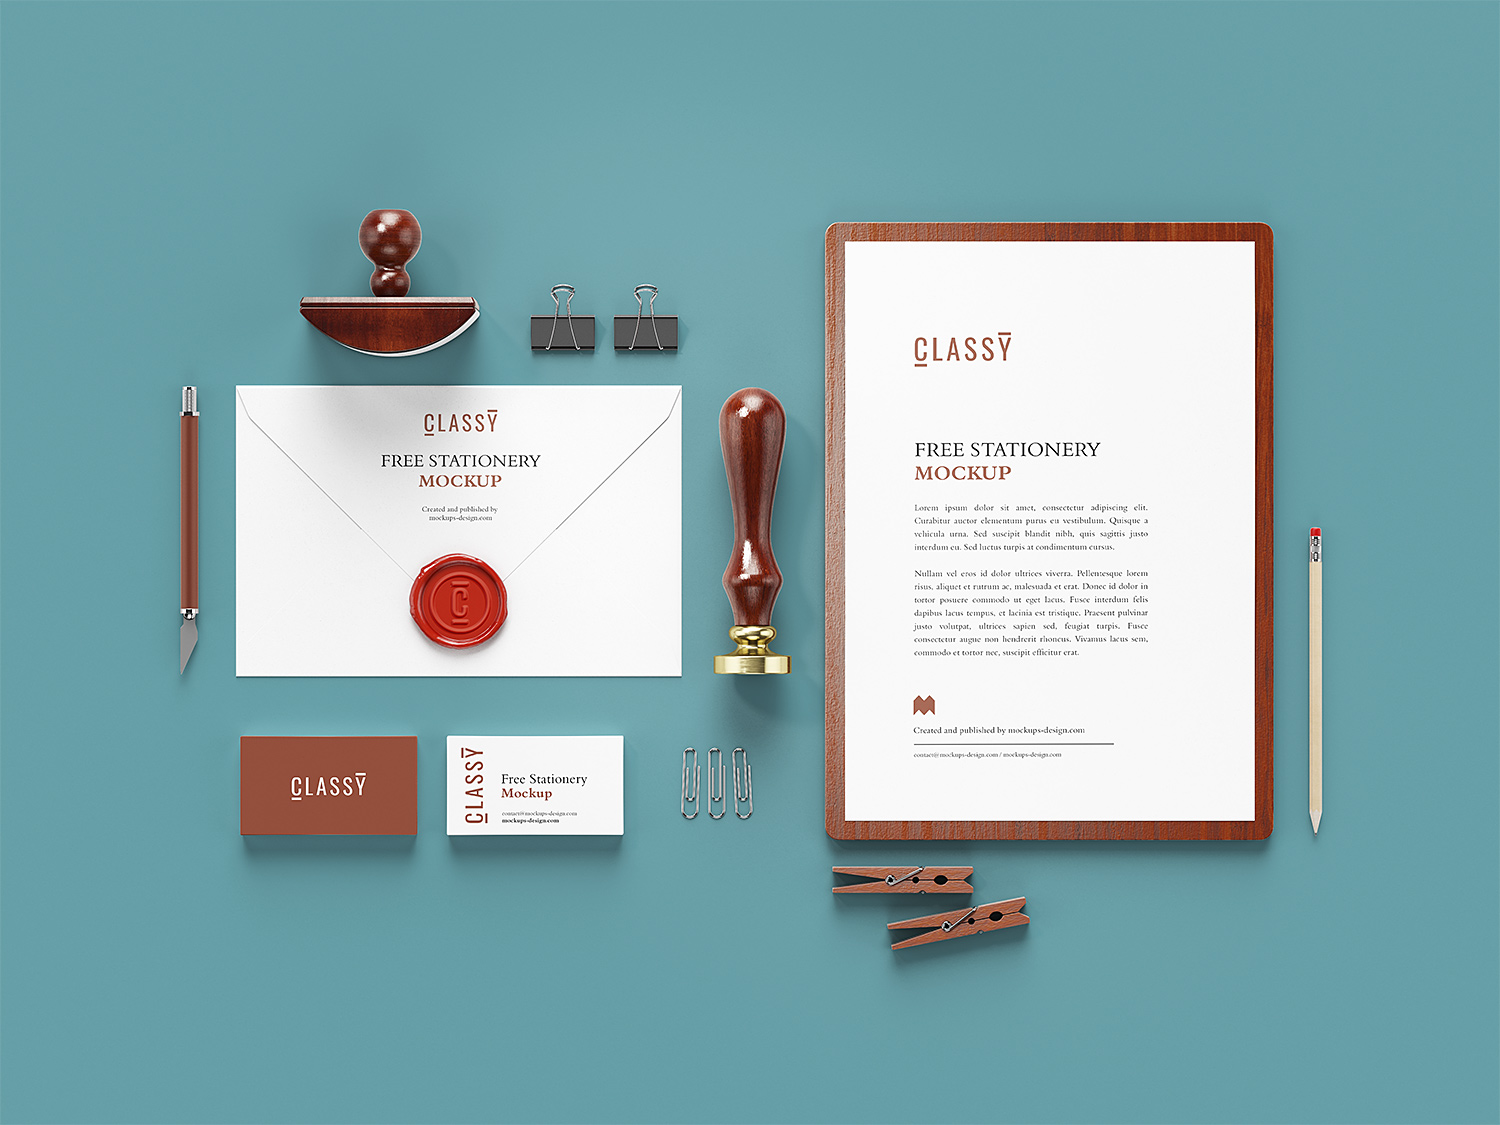 CLASSY
FREE STATIONERY
MOCKUP
Created and published by
mockups-design.com
C
CLASSY
CLASSY
Free Stationery
Mockup
contact@mockups-design.com
mockups-design.com
CLASSY
FREE STATIONERY
MOCKUP
Lorem ipsum dolor sit amet, consectetur adipiscing elit.
Curabitur auctor elementum purus eu vestibulum. Quisque a
vehicula urna. Sed suscipit blandit nibh, quis sagittis justo
interdum eu. Sed luctus turpis at condimentum cursus.
Nullam vel eros id dolor ultrices viverra. Pellentesque lorem
risus, aliquet et rutrum ac, malesuada et erat. Donec id dolor in
tortor posuere commodo ut eget lacus. Fusce interdum felis
dapibus lacus tempus, et lacinia est tristique. Praesent pulvinar
justo volutpat, ultrices sapien sed, feugiat turpis. Fusce
consectetur augue non hendrerit rhoncus. Vivamus lacus sem,
commodo et tortor nec, suscipit efficitur erat.
Created and published by mockups-design.com
contact@mockups-design.com / mockups-design.com